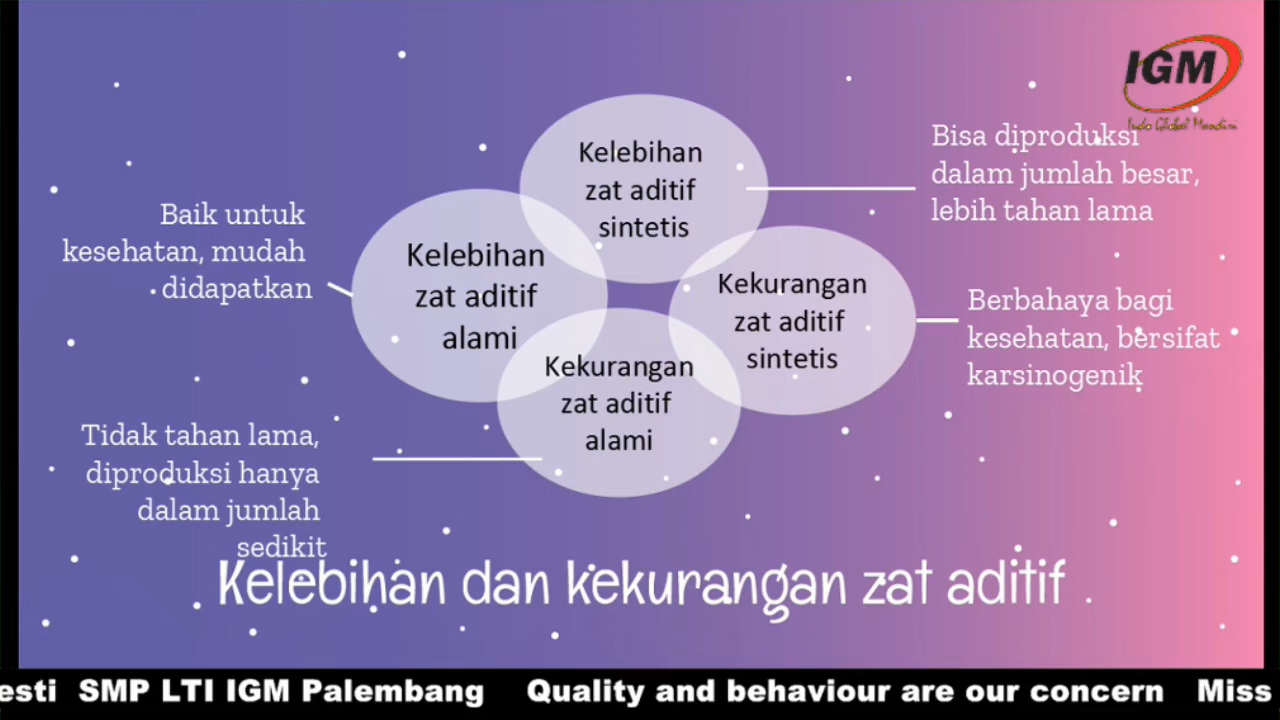 IGM
Indo Global Mandiri
Kelebihan
zat aditif
sintetis
Bisa diproduksi
dalam jumlah besar,
lebih tahan lama
Baik untuk
kesehatan, mudah
didapatkan
Kelebihan
zat aditif
alami
Kekurangan
zat aditif
sintetis
Berbahaya bagi
kesehatan, bersifat
karsinogenik
Kekurangan
zat aditif
alami
Tidak tahan lama,
diproduksi hanya
dalam jumlah
sedikit
Kelebihan dan kekurangan zat aditif
esti SMP LTI IGM Palembang Quality and behaviour are our concern Miss